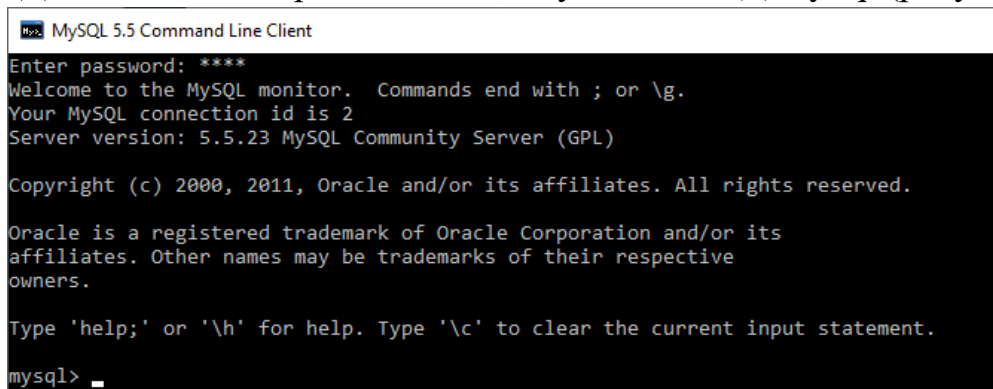 MySQL 5.5 Command Line Client
Enter password: ****
Welcome to the MySQL monitor.  Commands end with ; or \g.
Your MySQL connection id is 2
Server version: 5.5.23 MySQL Community Server (GPL)
Copyright (c) 2000, 2011, Oracle and/or its affiliates. All rights reserved.
Oracle is a registered trademark of Oracle Corporation and/or its
affiliates. Other names may be trademarks of their respective
owners.
Type 'help;' or '\h' for help. Type '\c' to clear the current input statement.
mysql> _